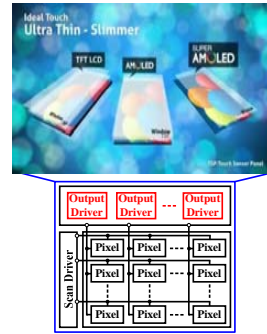 Ideal Touch
Ultra Thin - Slimmer
TFT LCD
AMOLED
SUPER
AMOLED
Window
Window
TSP Touch Sensor Panel
Output Driver
Output Driver
Output Driver
Scan Driver
Pixel Pixel Pixel
Pixel Pixel Pixel
Pixel Pixel Pixel